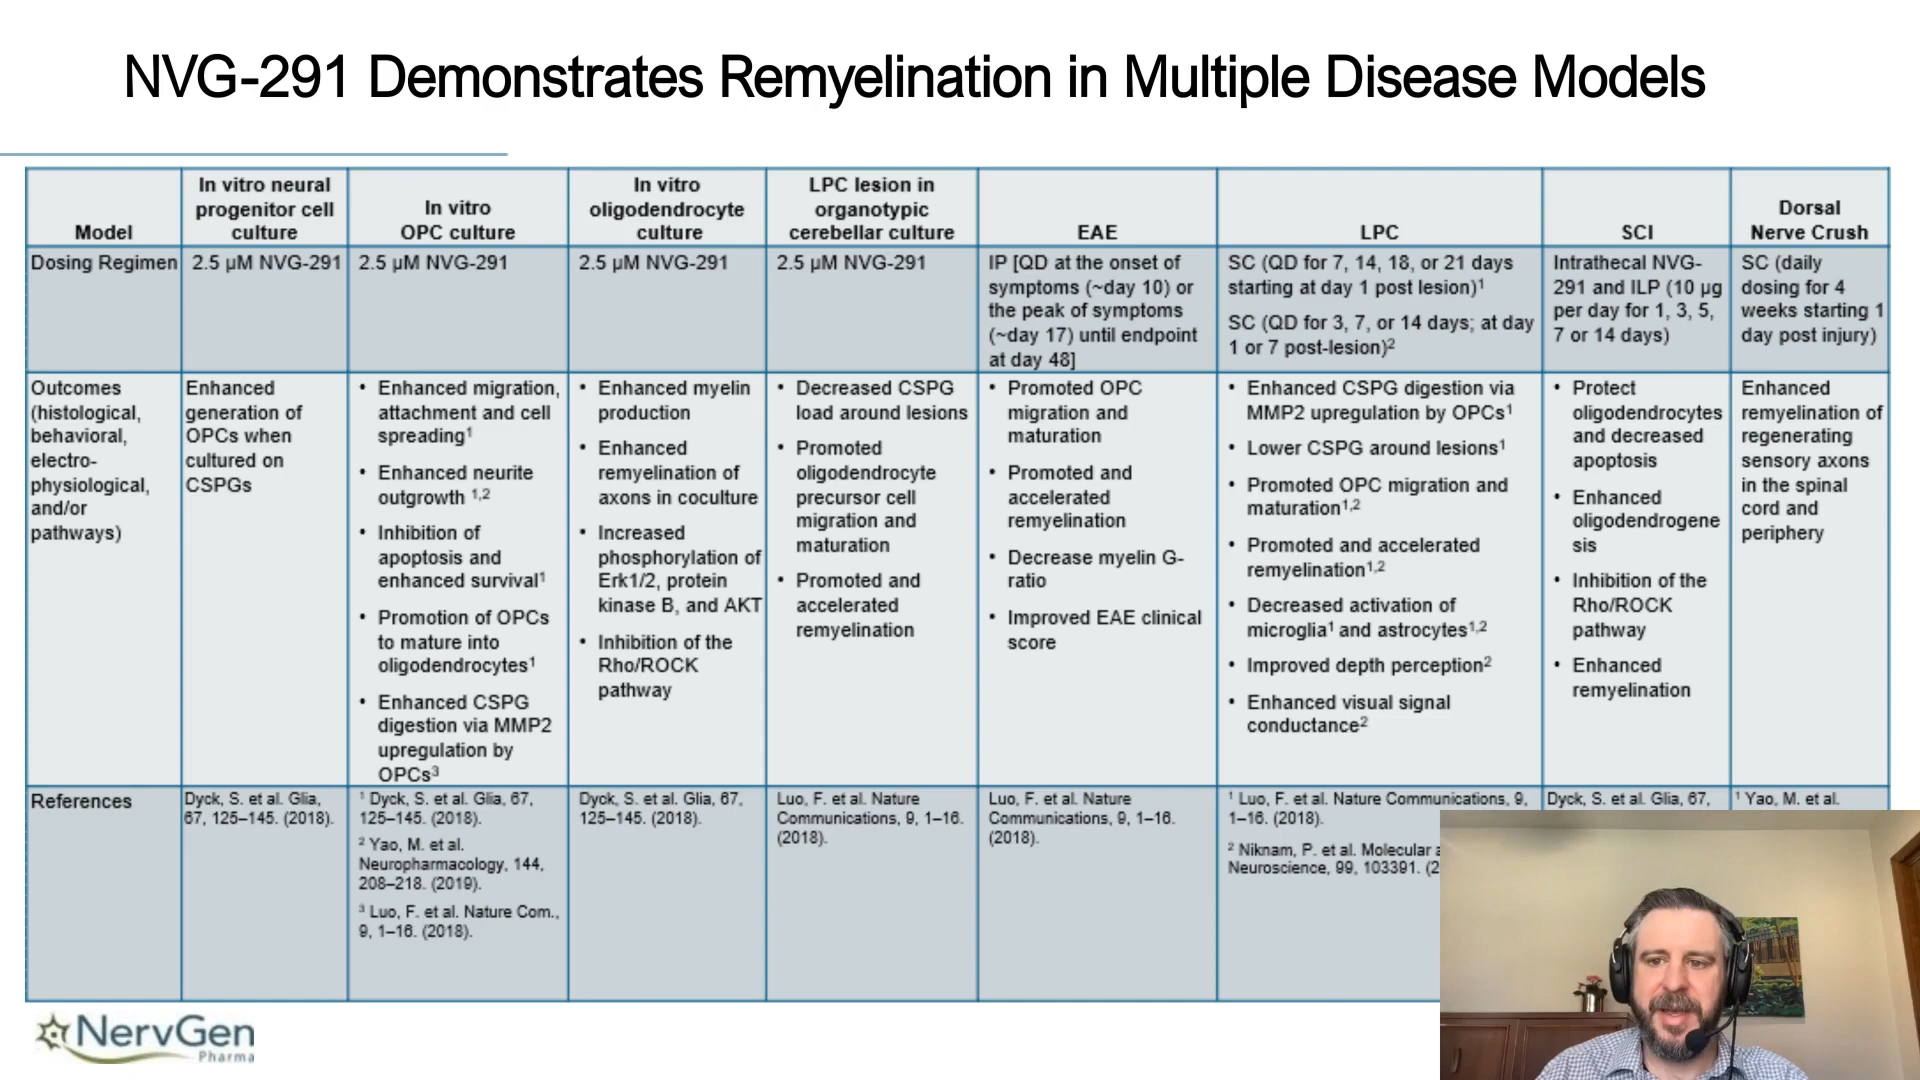 NVG-291 Demonstrates Remyelination in Multiple Disease Models
Model
In vitro neural
progenitor cell
culture
In vitro
OPC culture
In vitro
oligodendrocyte
culture
LPC lesion in
organotypic
cerebellar culture
EAE
LPC
SCI
Dorsal
Nerve Crush
Dosing Regimen
2.5 µM NVG-291
2.5 µM NVG-291
2.5 µM NVG-291
2.5 µM NVG-291
IP [QD at the onset of
symptoms (~day 10) or
the peak of symptoms
(~day 17) until endpoint
at day 48]
SC (QD for 7, 14, 18, or 21 days
starting at day 1 post lesion)¹
SC (QD for 3, 7, or 14 days; at day
1 or 7 post-lesion)²
Intrathecal NVG-
291 and ILP (10 µg
per day for 1, 3, 5,
7 or 14 days)
SC (daily
dosing for 4
weeks starting 1
day post injury)
Outcomes
(histological,
behavioral,
electro-
physiological,
and/or
pathways)
Enhanced
generation of
OPCs when
cultured on
CSPGs
• Enhanced migration,
attachment and cell
spreading¹
• Enhanced neurite
outgrowth ¹,²
• Inhibition of
apoptosis and
enhanced survival¹
• Promotion of OPCs
to mature into
oligodendrocytes¹
• Enhanced CSPG
digestion via MMP2
upregulation by
OPCs³
• Enhanced myelin
production
• Enhanced
remyelination of
axons in coculture
• Increased
phosphorylation of
Erk1/2, protein
kinase B, and AKT
• Inhibition of the
Rho/ROCK
pathway
• Decreased CSPG
load around lesions
• Promoted
oligodendrocyte
precursor cell
migration and
maturation
• Promoted and
accelerated
remyelination
• Promoted OPC
migration and
maturation
• Promoted and
accelerated
remyelination
• Decrease myelin G-
ratio
• Improved EAE clinical
score
• Enhanced CSPG digestion via
MMP2 upregulation by OPCs¹
• Lower CSPG around lesions¹
• Promoted OPC migration and
maturation¹,²
• Promoted and accelerated
remyelination¹,²
• Decreased activation of
microglia¹ and astrocytes¹,²
• Improved depth perception²
• Enhanced visual signal
conductance²
• Protect
oligodendrocytes
and decreased
apoptosis
• Enhanced
oligodendrogene
sis
• Inhibition of the
Rho/ROCK
pathway
• Enhanced
remyelination
Enhanced
remyelination of
regenerating
sensory axons
in the spinal
cord and
periphery
References
Dyck, S. et al. Glia,
67, 125–145. (2018).
¹ Dyck, S. et al. Glia, 67,
125–145. (2018).
² Yao, M. et al.
Neuropharmacology, 144,
208–218. (2019).
³ Luo, F. et al. Nature Com.,
9, 1–16. (2018).
Dyck, S. et al. Glia, 67,
125–145. (2018).
Luo, F. et al. Nature
Communications, 9, 1–16.
(2018).
Luo, F. et al. Nature
Communications, 9, 1–16.
(2018).
¹ Luo, F. et al. Nature Communications, 9,
1–16. (2018).
² Niknam, P. et al. Molecular
Neuroscience, 99, 103391. (2
Dyck, S. et al. Glia, 67,
¹ Yao, M. et al.
NervGen
Pharma